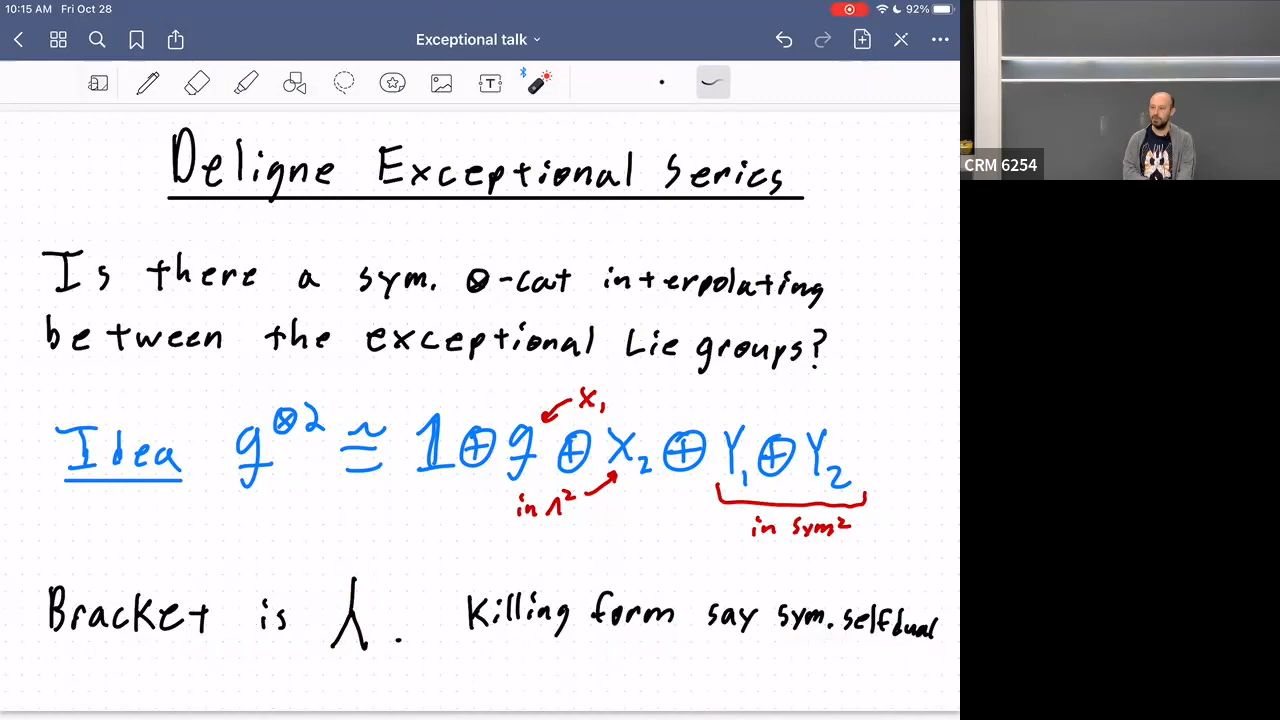 10:15 AM Fri Oct 28
92%
Exceptional talk
CRM 6254
Deligne Exceptional Series
Is there a sym. ⊗-cat interpolating
between the exceptional Lie groups?
X₁
Idea g^⊗2 ≅ 1 ⊕ g ⊕ X₂ ⊕ Y₁ ⊕ Y₂
in Λ²
in Sym²
Bracket is ⅄. Killing form say sym. selfdual